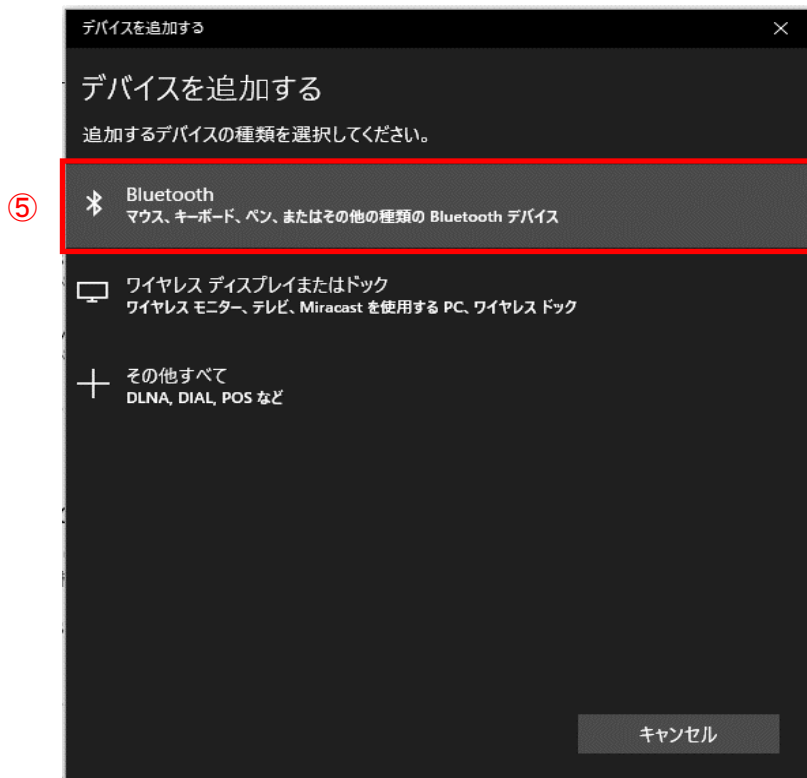 デバイスを追加する
デバイスを追加する
追加するデバイスの種類を選択してください。
⑤
Bluetooth
マウス、キーボード、ペン、またはその他の種類の Bluetooth デバイス
ワイヤレス ディスプレイまたはドック
ワイヤレス モニター、テレビ、Miracast を使用する PC、ワイヤレス ドック
その他すべて
DLNA, DIAL, POS など
キャンセル